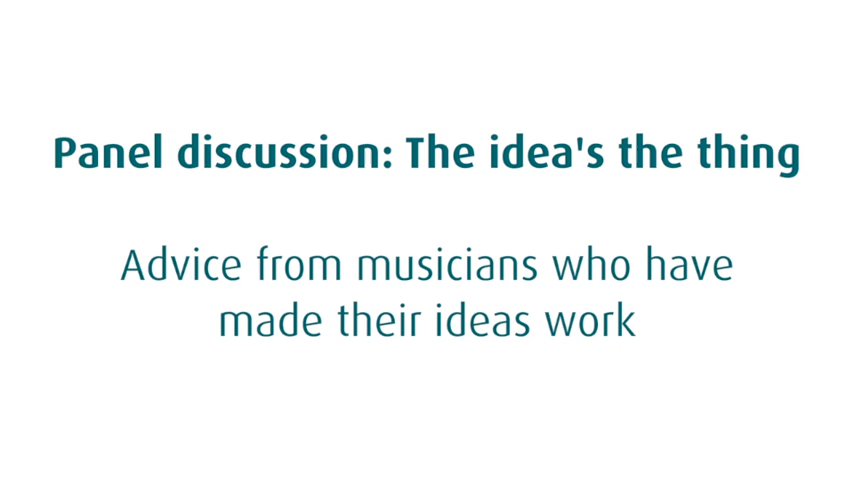 Panel discussion: The idea's the thing
Advice from musicians who have
made their ideas work